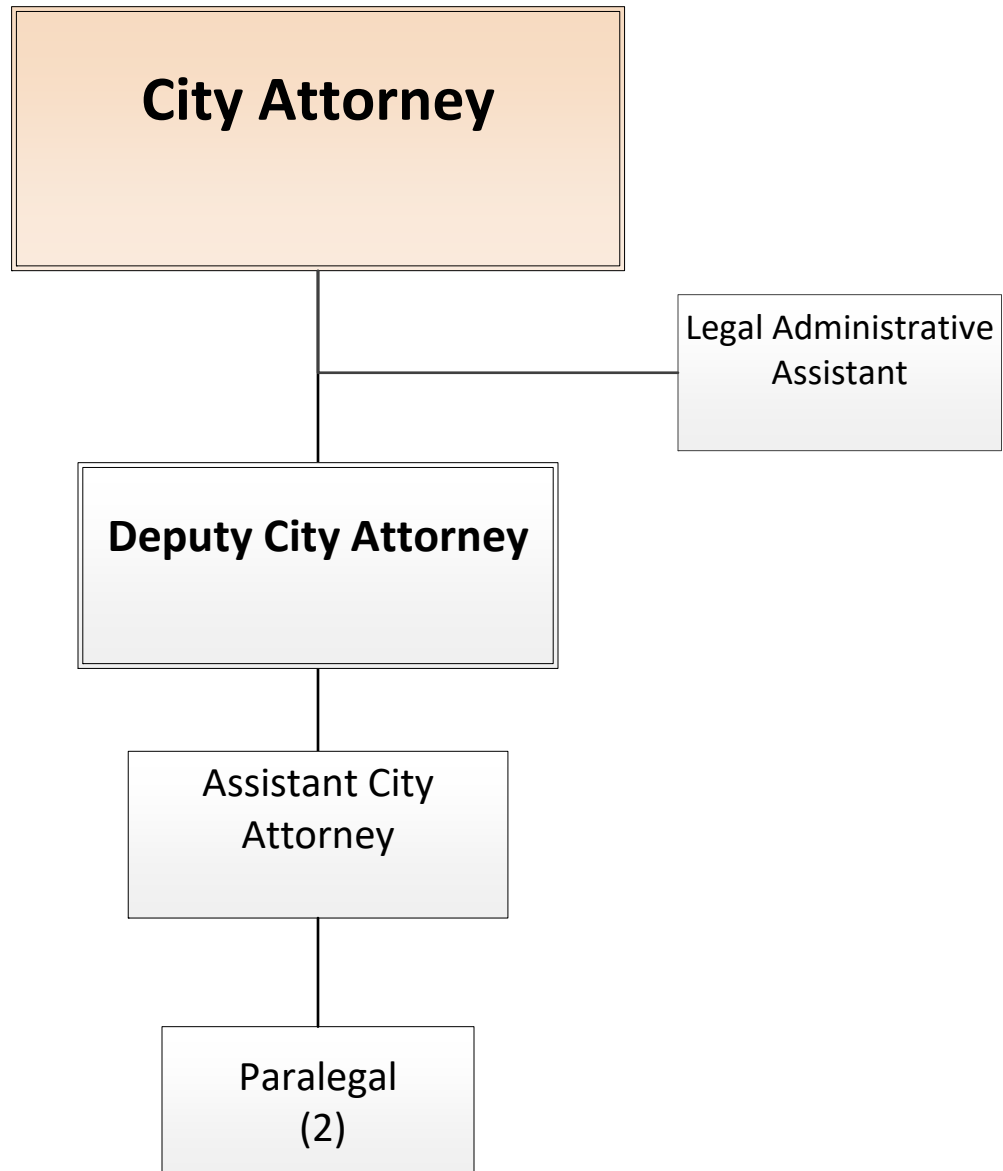 City Attorney
Legal Administrative
Assistant
Deputy City Attorney
Assistant City
Attorney
Paralegal
(2)